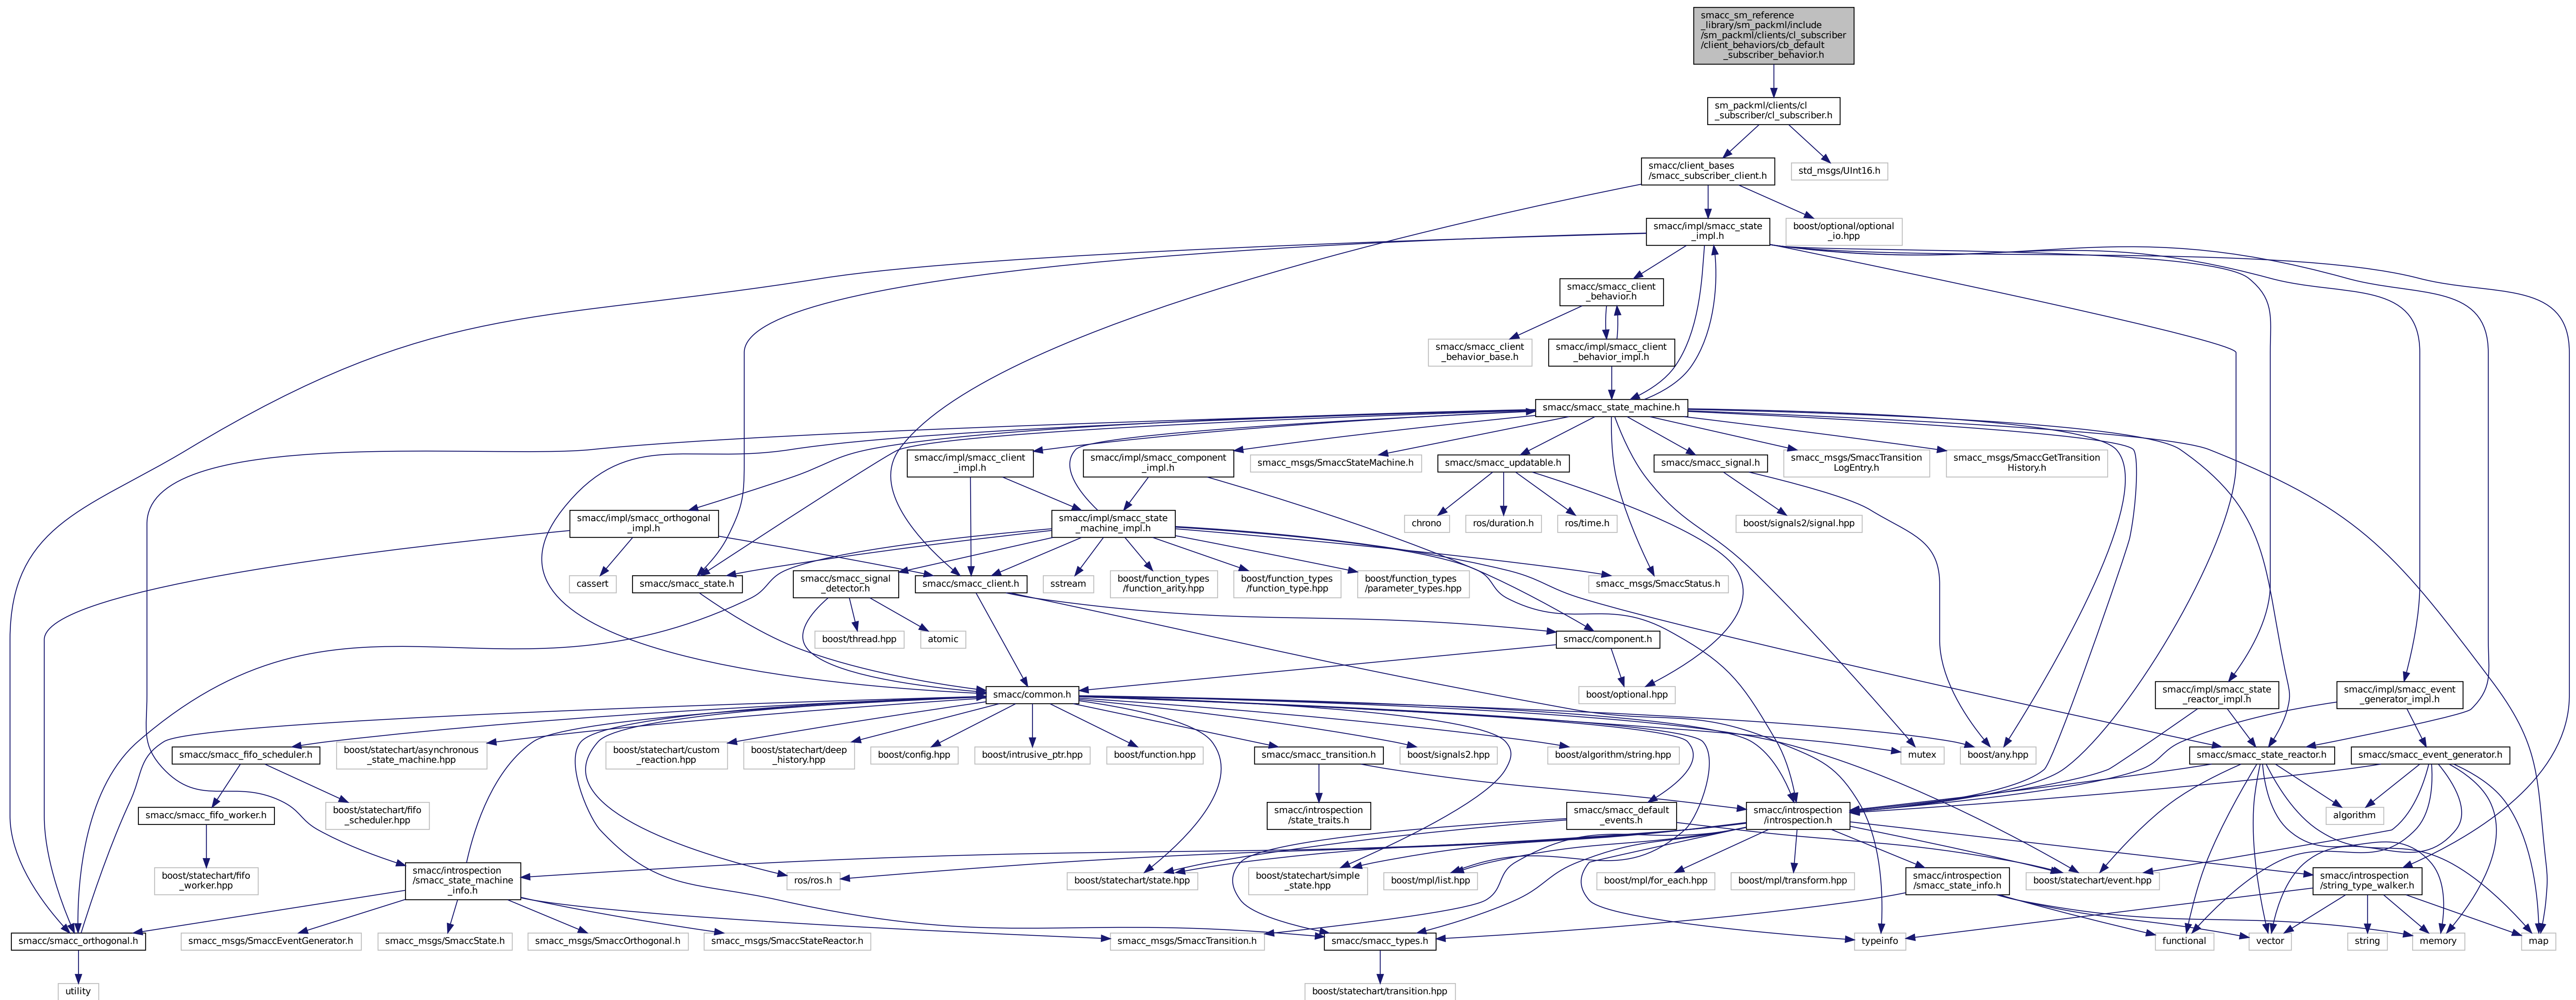 smacc_sm_reference
_library/sm_packml/include
/sm_packml/clients/cl_subscriber
/client_behaviors/cb_default
_subscriber_behavior.h
sm_packml/clients/cl
_subscriber/cl_subscriber.h
smacc/client_bases
/smacc_subscriber_client.h
std_msgs/UInt16.h
smacc/impl/smacc_state
_impl.h
boost/optional/optional
_io.hpp
smacc/smacc_client
_behavior.h
smacc/smacc_client
_behavior_base.h
smacc/impl/smacc_client
_behavior_impl.h
smacc/smacc_state_machine.h
smacc/impl/smacc_client
_impl.h
smacc/impl/smacc_component
_impl.h
smacc_msgs/SmaccStateMachine.h
smacc/smacc_updatable.h
smacc/smacc_signal.h
smacc_msgs/SmaccTransition
LogEntry.h
smacc_msgs/SmaccGetTransition
History.h
smacc/impl/smacc_orthogonal
_impl.h
smacc/impl/smacc_state
_machine_impl.h
chrono
ros/duration.h
ros/time.h
boost/signals2/signal.hpp
cassert
smacc/smacc_state.h
smacc/smacc_signal
_detector.h
smacc/smacc_client.h
sstream
boost/function_types
/function_arity.hpp
boost/function_types
/function_type.hpp
boost/function_types
/parameter_types.hpp
smacc_msgs/SmaccStatus.h
boost/thread.hpp
atomic
smacc/component.h
smacc/common.h
boost/optional.hpp
smacc/impl/smacc_state
_reactor_impl.h
smacc/impl/smacc_event
_generator_impl.h
smacc/smacc_fifo_scheduler.h
boost/statechart/asynchronous
_state_machine.hpp
boost/statechart/custom
_reaction.hpp
boost/statechart/deep
_history.hpp
boost/config.hpp
boost/intrusive_ptr.hpp
boost/function.hpp
smacc/smacc_transition.h
boost/signals2.hpp
boost/algorithm/string.hpp
mutex
boost/any.hpp
smacc/smacc_state_reactor.h
smacc/smacc_event_generator.h
smacc/smacc_fifo_worker.h
boost/statechart/fifo
_scheduler.hpp
smacc/introspection
/state_traits.h
smacc/smacc_default
_events.h
smacc/introspection
/introspection.h
algorithm
boost/statechart/fifo
_worker.hpp
smacc/introspection
/smacc_state_machine
_info.h
ros/ros.h
boost/statechart/state.hpp
boost/statechart/simple
_state.hpp
boost/mpl/list.hpp
boost/mpl/for_each.hpp
boost/mpl/transform.hpp
smacc/introspection
/smacc_state_info.h
boost/statechart/event.hpp
smacc/introspection
/string_type_walker.h
smacc/smacc_orthogonal.h
smacc_msgs/SmaccEventGenerator.h
smacc_msgs/SmaccState.h
smacc_msgs/SmaccOrthogonal.h
smacc_msgs/SmaccStateReactor.h
smacc_msgs/SmaccTransition.h
smacc/smacc_types.h
typeinfo
functional
vector
string
memory
map
utility
boost/statechart/transition.hpp